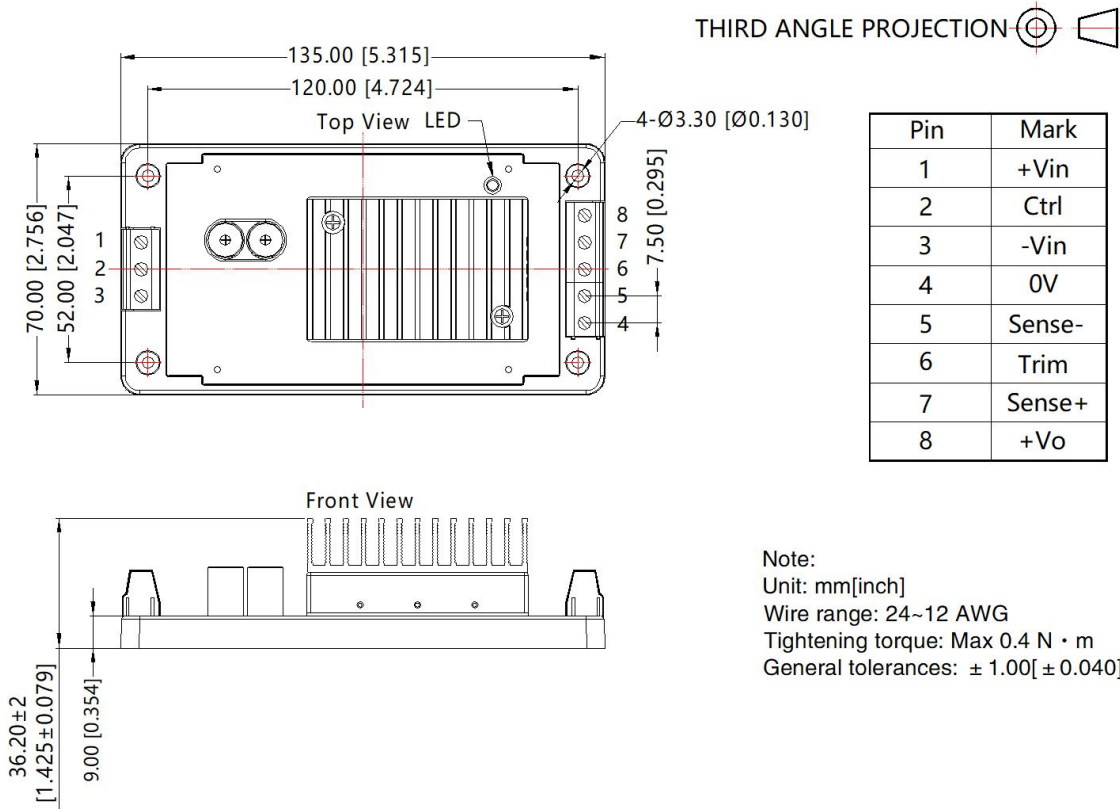 THIRD ANGLE PROJECTION
135.00 [5.315]
120.00 [4.724]
Top View LED
4-Ø3.30 [Ø0.130]
70.00 [2.756]
52.00 [2.047]
7.50 [0.295]
1
2
3
8
7
6
5
4
Pin Mark
1 +Vin
2 Ctrl
3 -Vin
4 0V
5 Sense-
6 Trim
7 Sense+
8 +Vo
Front View
36.20±2
[1.425±0.079]
9.00 [0.354]
Note:
Unit: mm[inch]
Wire range: 24~12 AWG
Tightening torque: Max 0.4 N · m
General tolerances: ± 1.00[ ± 0.040]